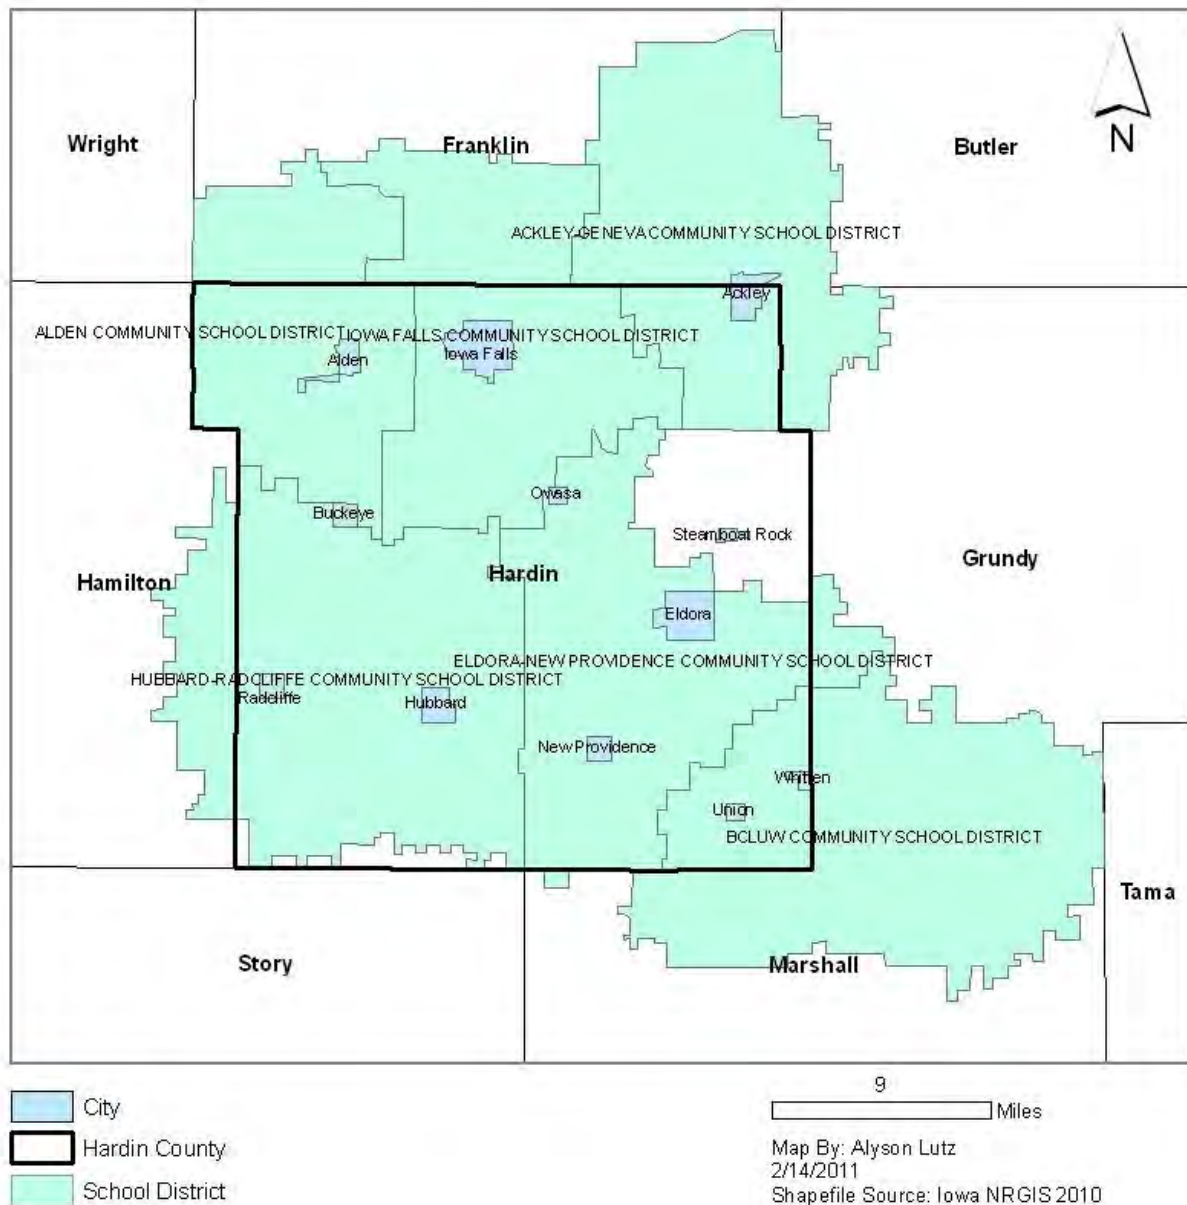 Wright
Franklin
Butler
N
ACKLEY-GENEVA COMMUNITY SCHOOL DISTRICT
Ackley
ALDEN COMMUNITY SCHOOL DISTRICT
IOWA FALLS COMMUNITY SCHOOL DISTRICT
Alden
Iowa Falls
Owasa
Buckeye
Steamboat Rock
Hamilton
Hardin
Grundy
Eldora
ELDORA-NEW PROVIDENCE COMMUNITY SCHOOL DISTRICT
HUBBARD-RADCLIFFE COMMUNITY SCHOOL DISTRICT
Radcliffe
Hubbard
New Providence
Whitten
Union
BCLUW COMMUNITY SCHOOL DISTRICT
Tama
Story
Marshall
City
Hardin County
School District
9
Miles
Map By: Alyson Lutz
2/14/2011
Shapefile Source: Iowa NRGIS 2010